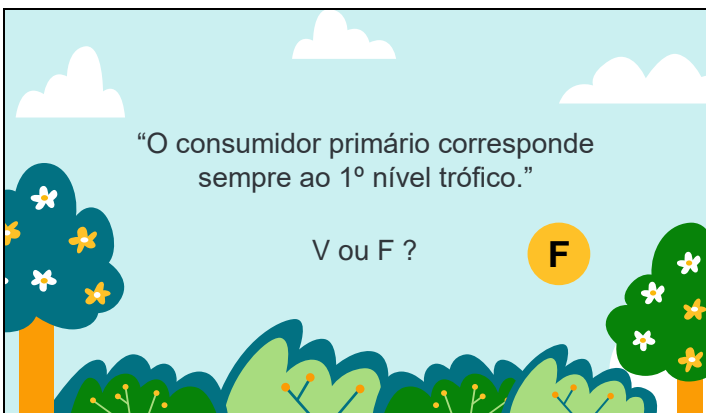 “O consumidor primário corresponde
sempre ao 1º nível trófico.”
V ou F ?
F